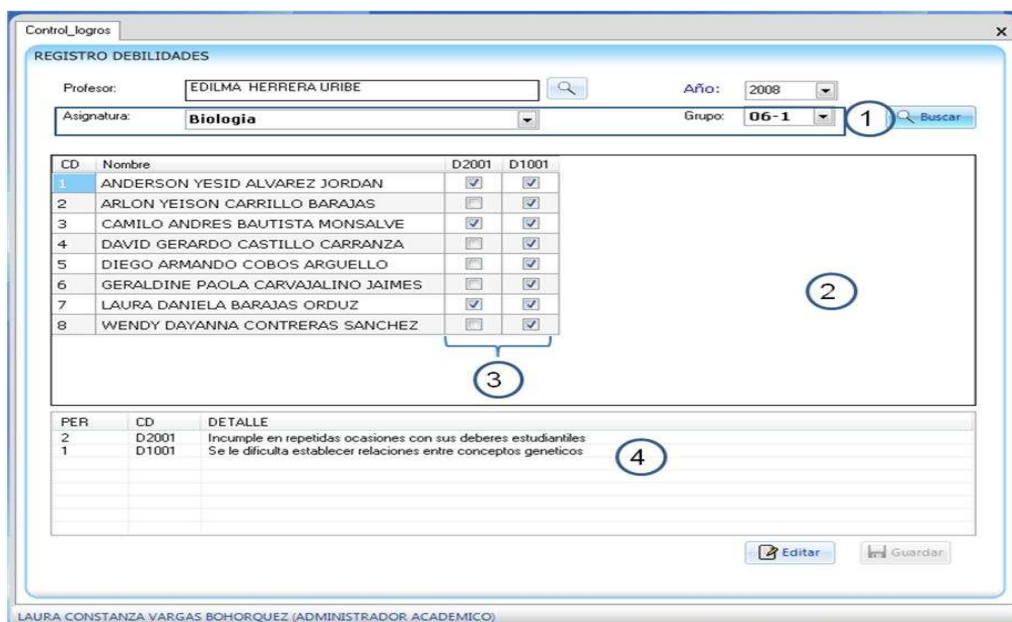 Control_logros
REGISTRO DEBILIDADES
Profesor: EDILMA HERRERA URIBE Año: 2008
Asignatura: Biologia Grupo: 06-1 1 Buscar
CD Nombre D2001 D1001
1 ANDERSON YESID ALVAREZ JORDAN
2 ARLON YEISON CARRILLO BARAJAS
3 CAMILO ANDRES BAUTISTA MONSALVE
4 DAVID GERARDO CASTILLO CARRANZA
5 DIEGO ARMANDO COBOS ARGUELLO
6 GERALDINE PAOLA CARVAJALINO JAIMES
7 LAURA DANIELA BARAJAS ORDUZ
8 WENDY DAYANNA CONTRERAS SANCHEZ
2
3
PER CD DETALLE
2 D2001 Incumple en repetidas ocasiones con sus deberes estudiantiles
1 D1001 Se le dificulta establecer relaciones entre conceptos geneticos
4
Editar Guardar
LAURA CONSTANZA VARGAS BOHORQUEZ (ADMINISTRADOR ACADEMICO)